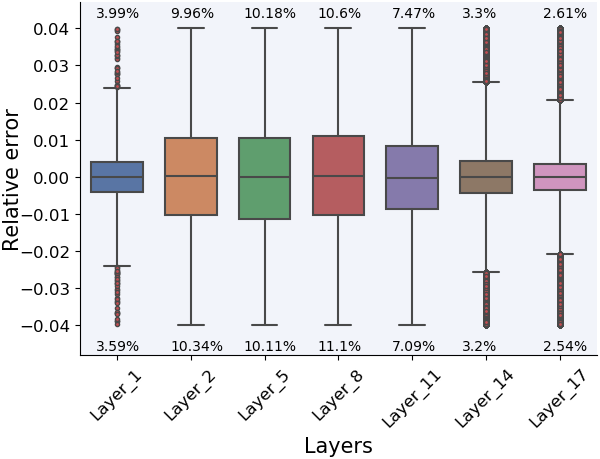 3.99% 9.96% 10.18% 10.6% 7.47% 3.3% 2.61%
0.04
0.03
0.02
0.01
0.00
−0.01
−0.02
−0.03
−0.04
Relative error
3.59% 10.34% 10.11% 11.1% 7.09% 3.2% 2.54%
Layer_1 Layer_2 Layer_5 Layer_8 Layer_11 Layer_14 Layer_17
Layers